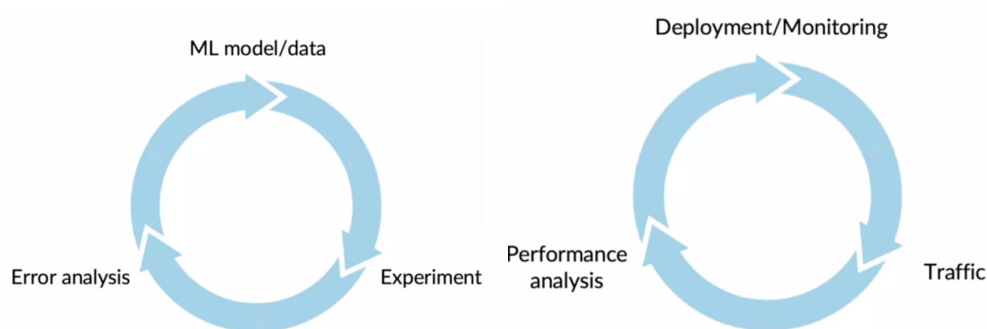 ML model/data
Experiment
Error analysis
Deployment/Monitoring
Traffic
Performance
analysis